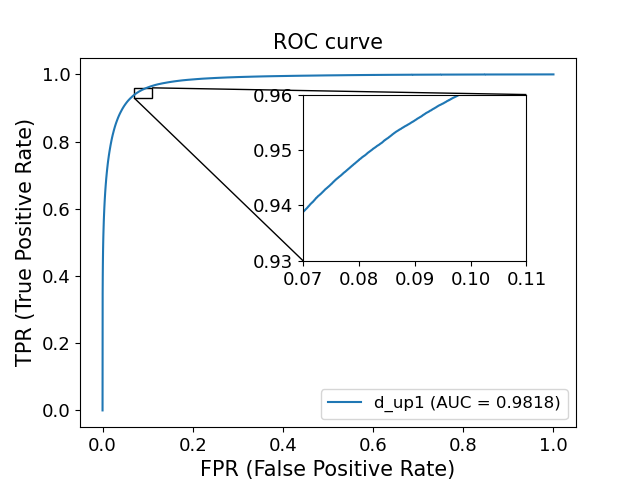 ROC curve
TPR (True Positive Rate)
1.0
0.8
0.6
0.4
0.2
0.0
0.96
0.95
0.94
0.93
0.07 0.08 0.09 0.10 0.11
d_up1 (AUC = 0.9818)
0.0 0.2 0.4 0.6 0.8 1.0
FPR (False Positive Rate)